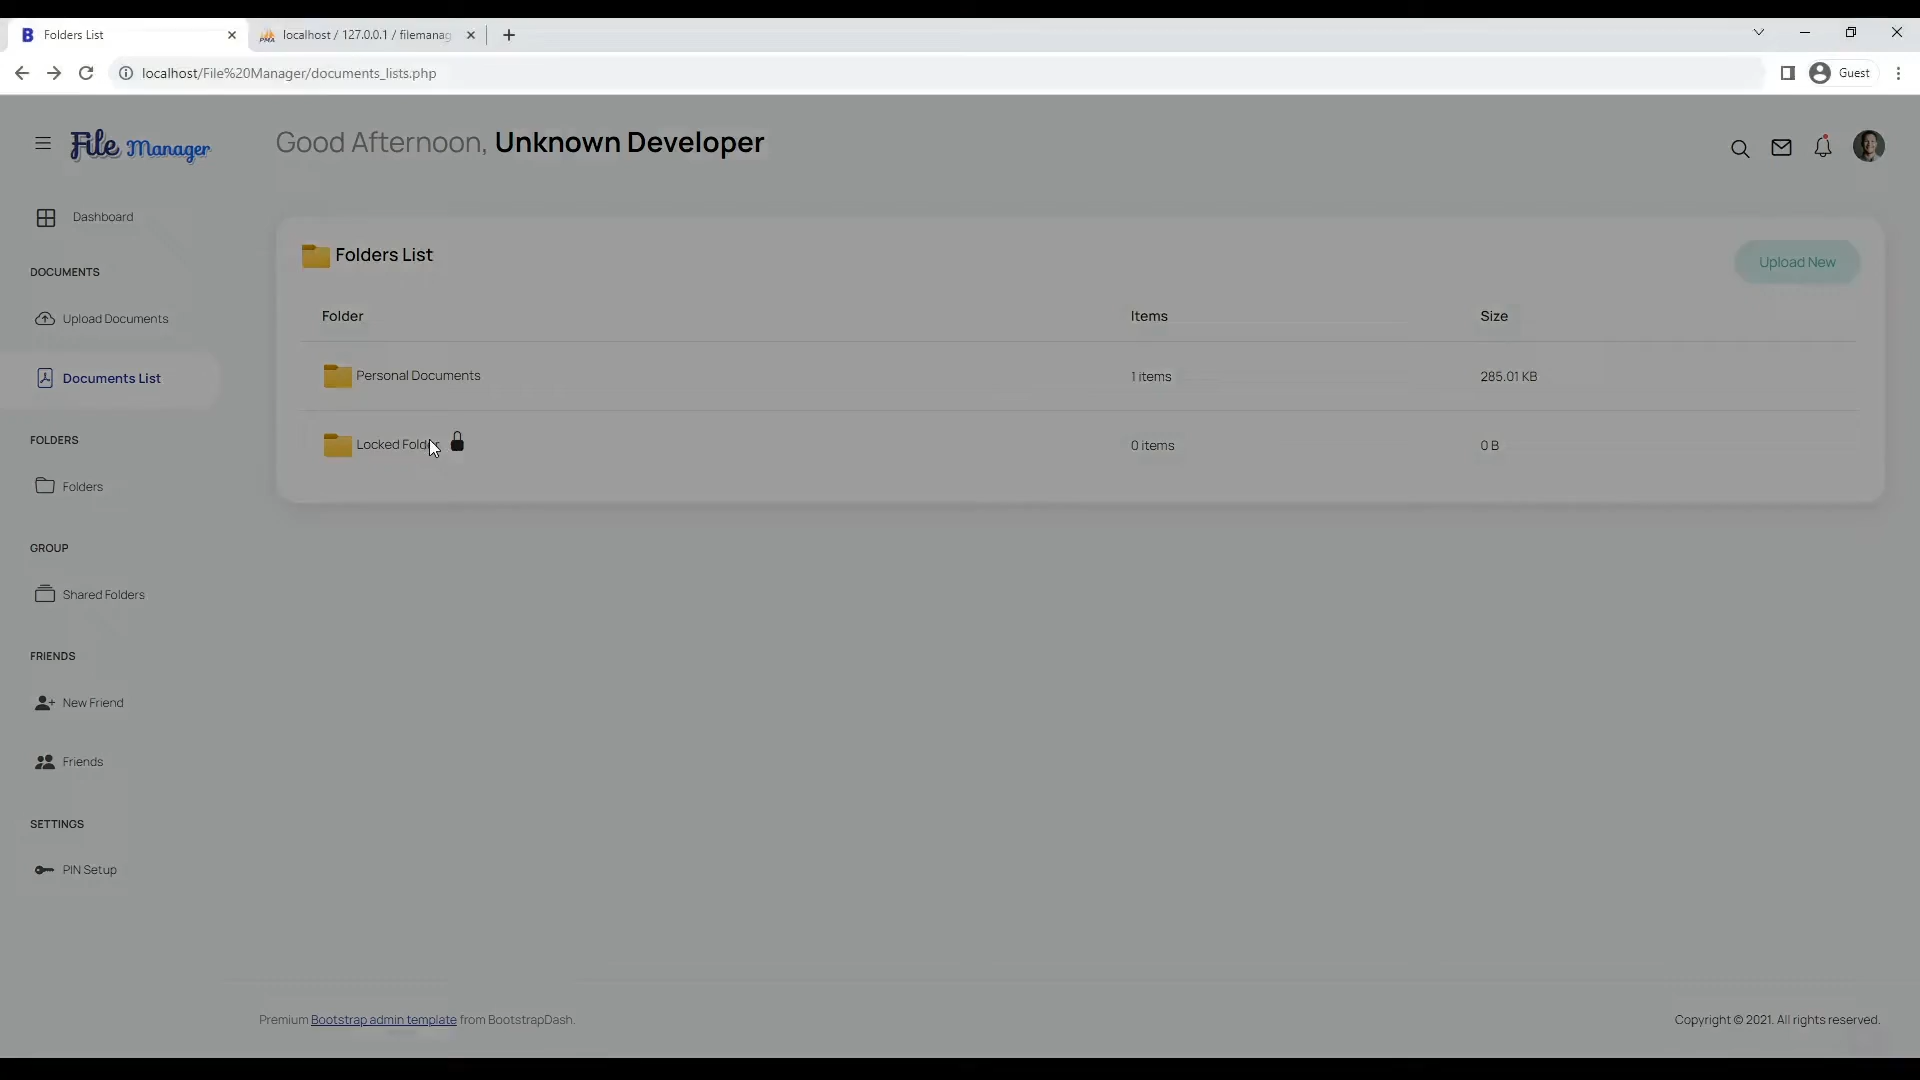 Folders List
localhost / 127.0.0.1 / filemanag
localhost/File%20Manager/documents_lists.php
Guest
File Manager
Good Afternoon, Unknown Developer
Dashboard
DOCUMENTS
Upload Documents
Documents List
FOLDERS
Folders
GROUP
Shared Folders
FRIENDS
New Friend
Friends
SETTINGS
PIN Setup
Folders List
Upload New
Folder Items Size
Personal Documents 1 items 285.01 KB
Locked Folder 0 items 0 B
Premium Bootstrap admin template from BootstrapDash.
Copyright © 2021. All rights reserved.